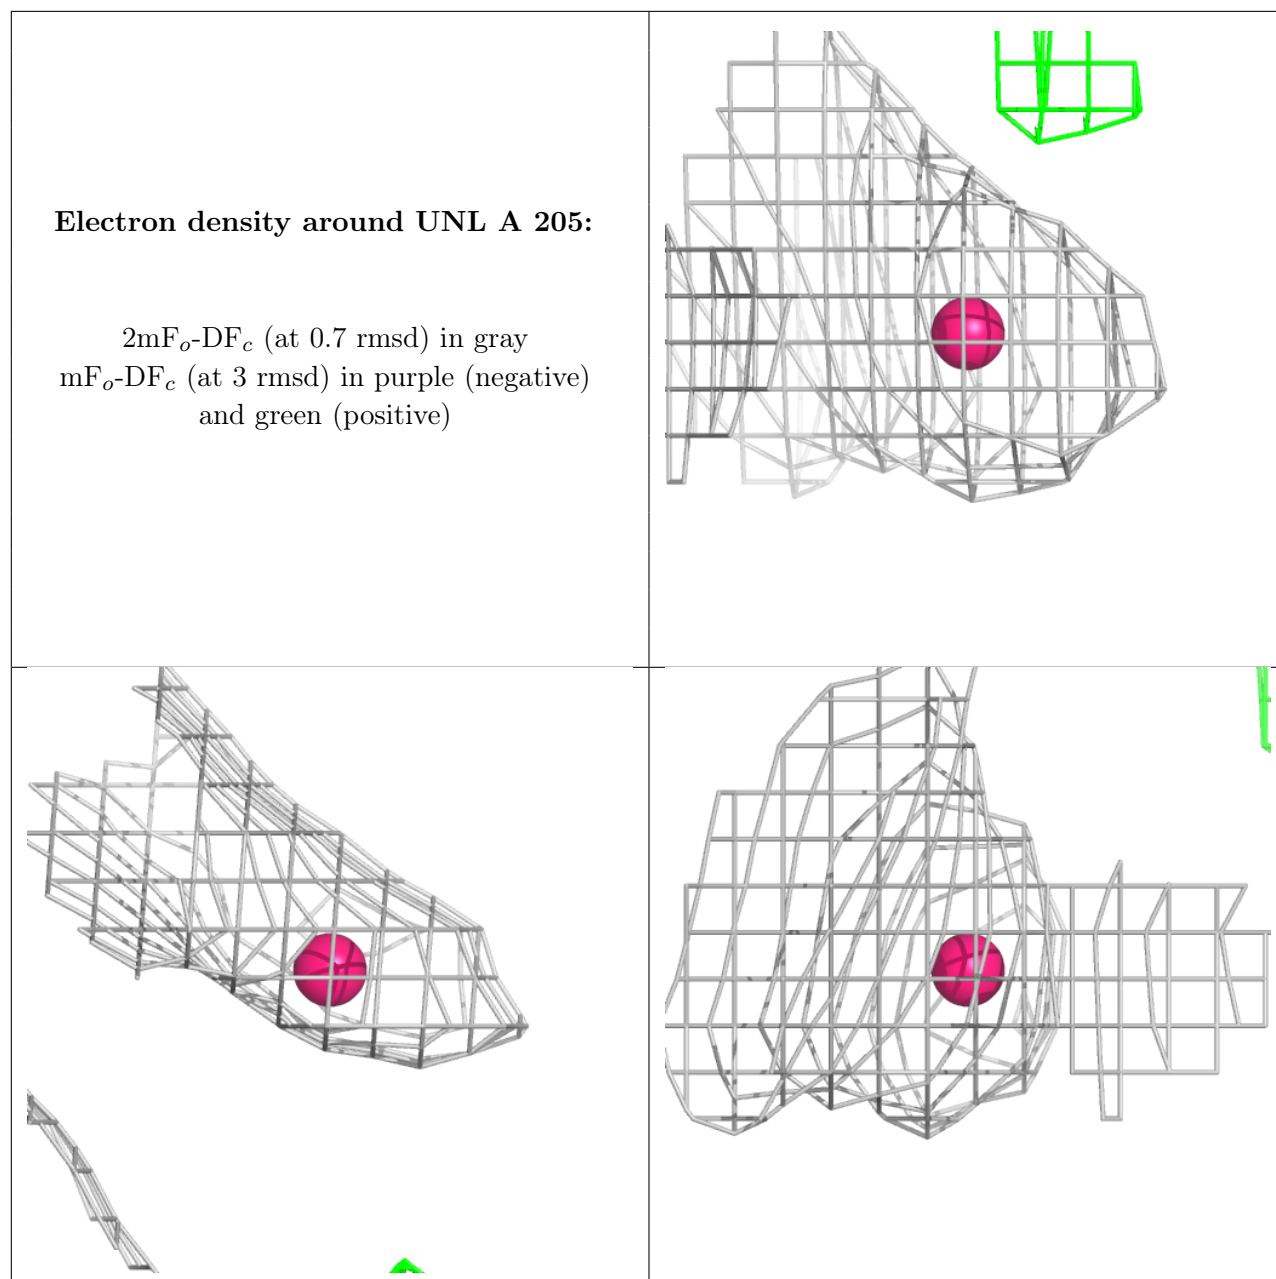 Electron density around UNL A 205:
2mFo-DFc (at 0.7 rmsd) in gray
mFo-DFc (at 3 rmsd) in purple (negative)
and green (positive)